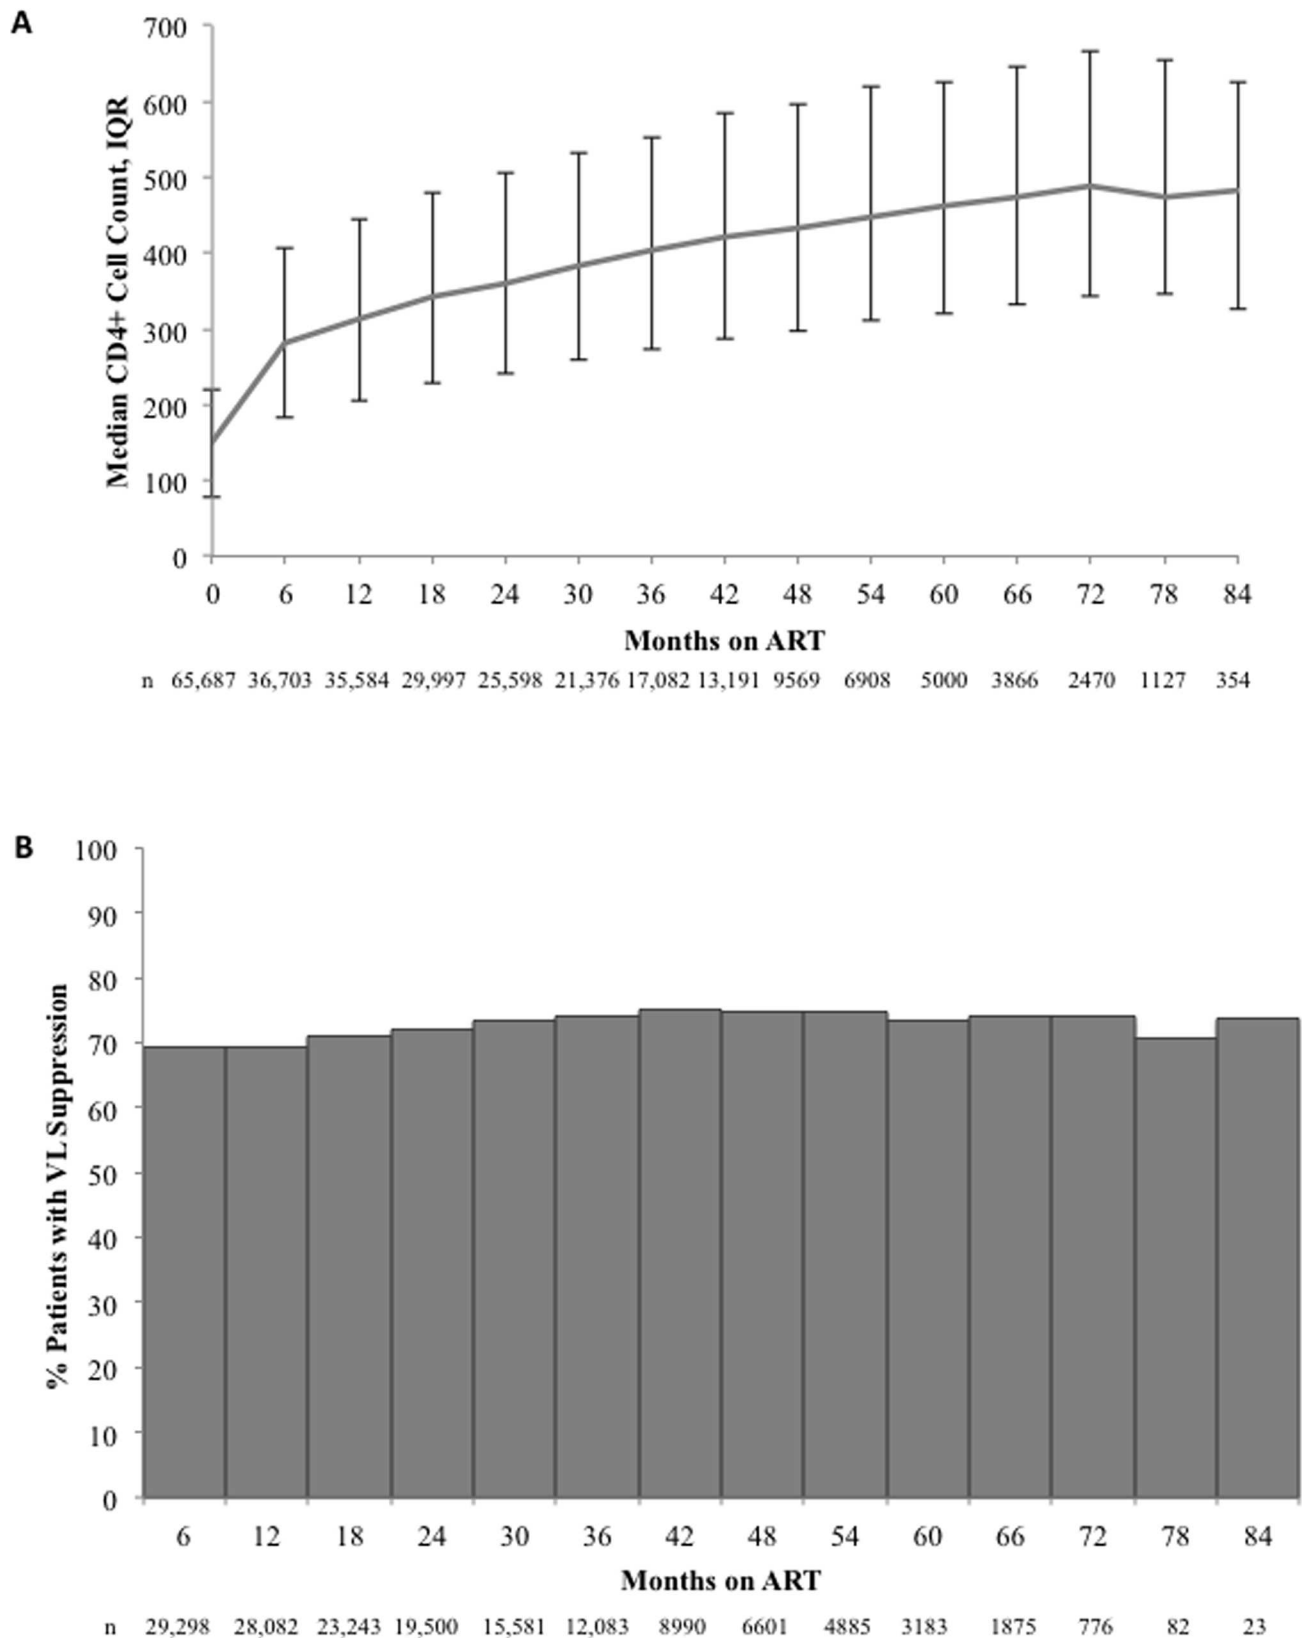 A
Median CD4+ Cell Count, IQR
700
600
500
400
300
200
100
0
0 6 12 18 24 30 36 42 48 54 60 66 72 78 84
Months on ART
n 65,687 36,703 35,584 29,997 25,598 21,376 17,082 13,191 9569 6908 5000 3866 2470 1127 354
B
% Patients with VL Suppression
100
90
80
70
60
50
40
30
20
10
0
6 12 18 24 30 36 42 48 54 60 66 72 78 84
Months on ART
n 29,298 28,082 23,243 19,500 15,581 12,083 8990 6601 4885 3183 1875 776 82 23